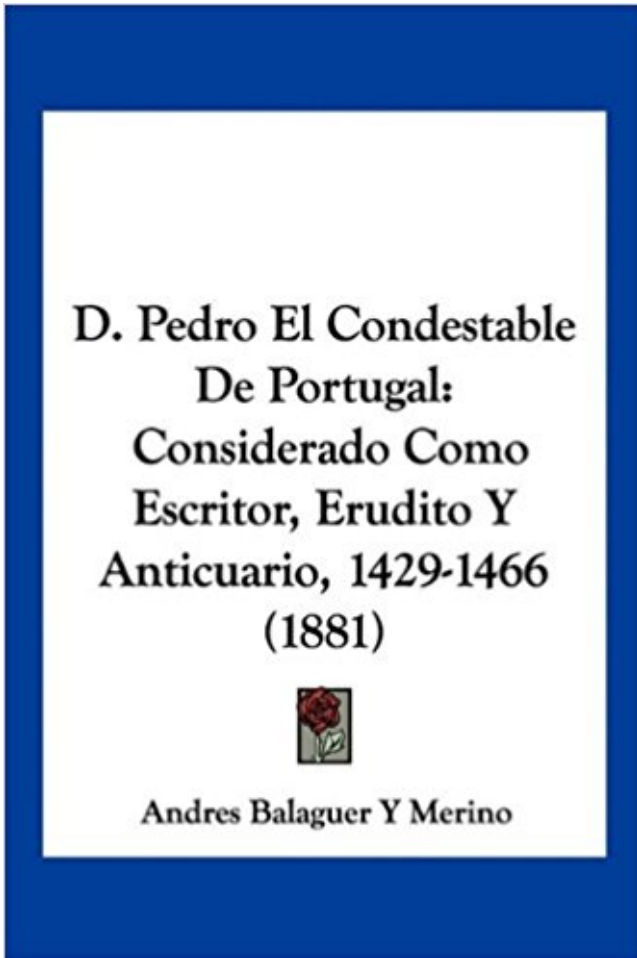 D. Pedro El Condestable
De Portugal:
Considerado Como
Escritor, Erudito Y
Anticuario, 1429-1466
(1881)
Andres Balaguer Y Merino